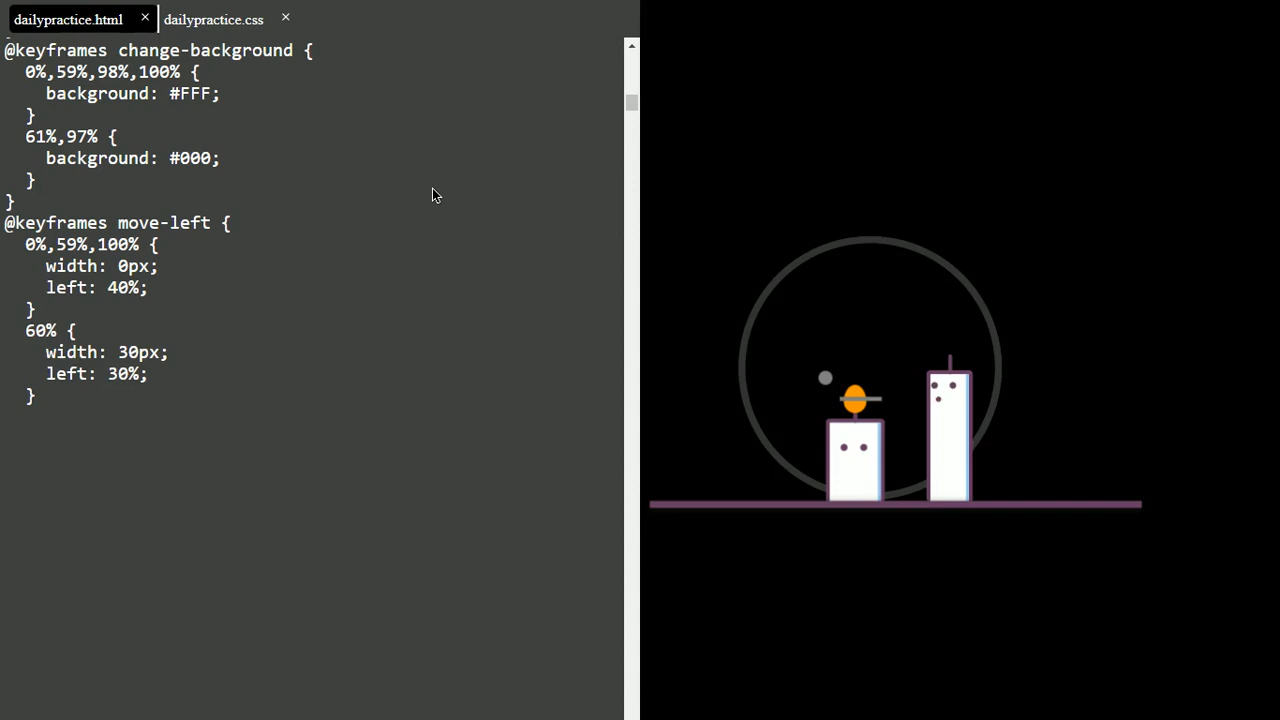 dailypractice.html × dailypractice.css ×
@keyframes change-background {
  0%,59%,98%,100% {
    background: #FFF;
  }
  61%,97% {
    background: #000;
  }
}
@keyframes move-left {
  0%,59%,100% {
    width: 0px;
    left: 40%;
  }
  60% {
    width: 30px;
    left: 30%;
  }